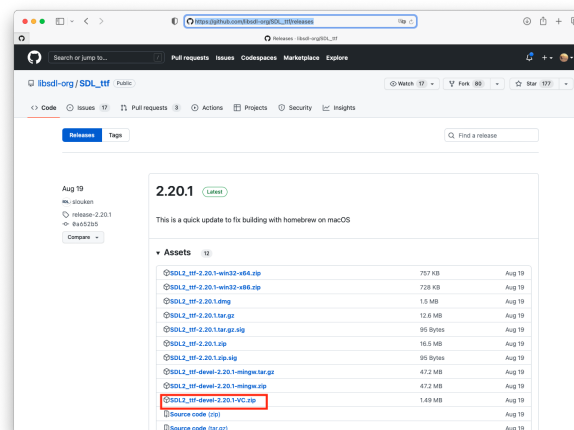 https://github.com/libsdl-org/SDL_ttf/releases
Releases · libsdl-org/SDL_ttf
Search or jump to...
/
Pull requests Issues Codespaces Marketplace Explore
libsdl-org / SDL_ttf Public
Watch 17
Fork 80
Star 177
Code
Issues 17
Pull requests 3
Actions
Projects
Security
Insights
Releases Tags
Find a release
Aug 19
slouken
release-2.20.1
0a652b5
Compare
2.20.1 Latest
This is a quick update to fix building with homebrew on macOS
Assets 12
SDL2_ttf-2.20.1-win32-x64.zip 757 KB Aug 19
SDL2_ttf-2.20.1-win32-x86.zip 728 KB Aug 19
SDL2_ttf-2.20.1.dmg 1.5 MB Aug 19
SDL2_ttf-2.20.1.tar.gz 12.6 MB Aug 19
SDL2_ttf-2.20.1.tar.gz.sig 95 Bytes Aug 19
SDL2_ttf-2.20.1.zip 16.5 MB Aug 19
SDL2_ttf-2.20.1.zip.sig 95 Bytes Aug 19
SDL2_ttf-devel-2.20.1-mingw.tar.gz 47.2 MB Aug 19
SDL2_ttf-devel-2.20.1-mingw.zip 47.2 MB Aug 19
SDL2_ttf-devel-2.20.1-VC.zip 1.49 MB Aug 19
Source code (zip) Aug 19
Source code (tar.gz) Aug 19